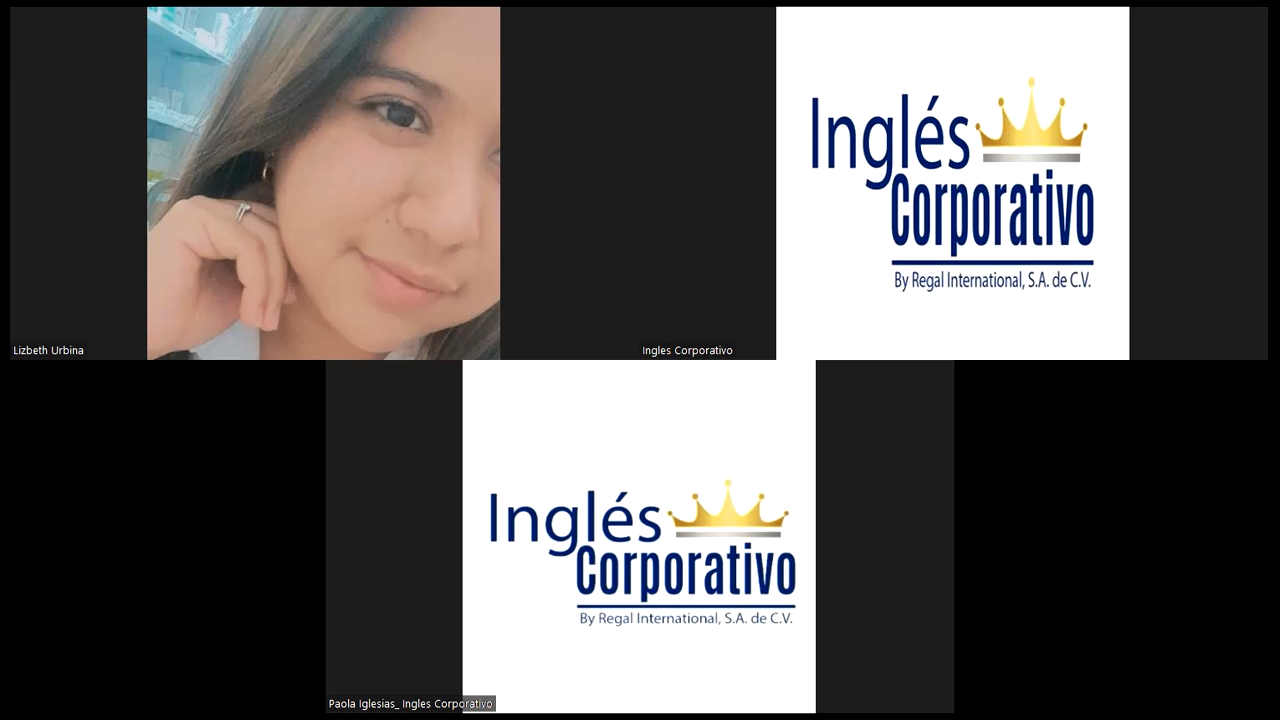 Inglés
Corporativo
By Regal International, S.A. de C.V.
Lizbeth Urbina
Ingles Corporativo
Inglés
Corporativo
By Regal International, S.A. de C.V.
Paola Iglesias_ Ingles Corporativo